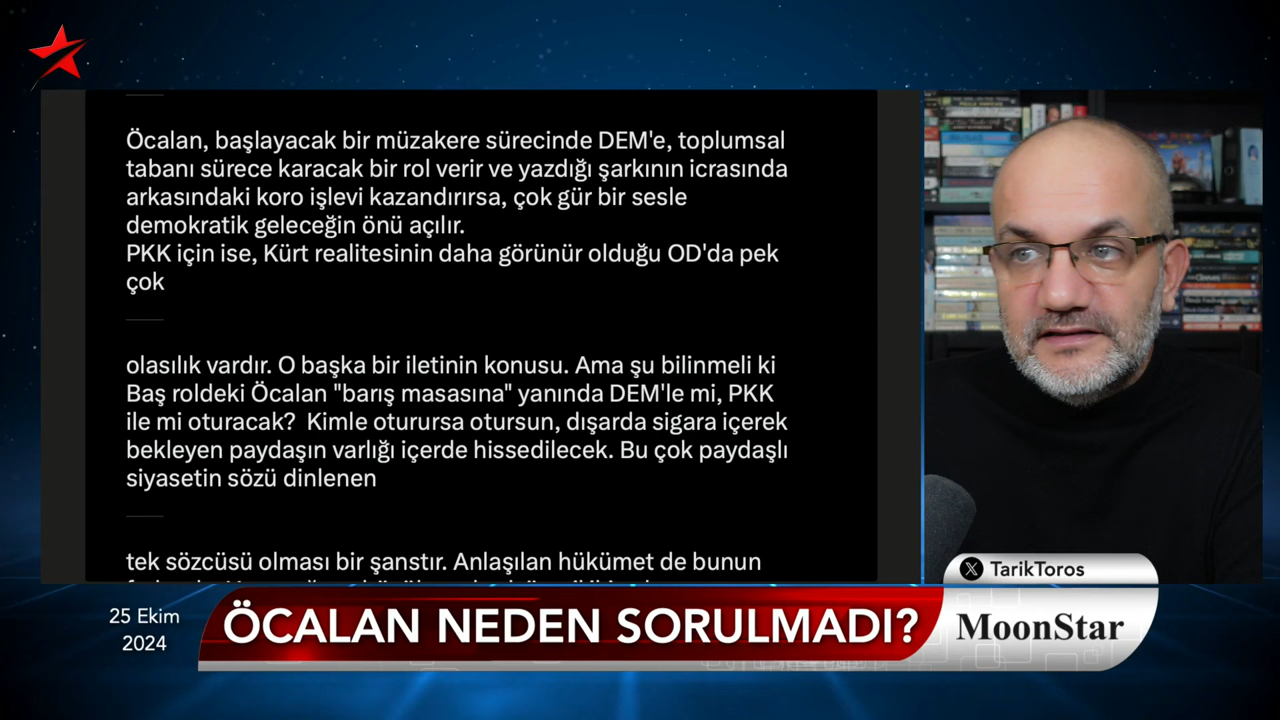 Öcalan, başlayacak bir müzakere sürecinde DEM'e, toplumsal
tabanı sürece karacak bir rol verir ve yazdığı şarkının icrasında
arkasındaki koro işlevi kazandırırsa, çok gür bir sesle
demokratik geleceğin önü açılır.
PKK için ise, Kürt realitesinin daha görünür olduğu OD'da pek
çok
olasılık vardır. O başka bir iletinin konusu. Ama şu bilinmeli ki
Baş roldeki Öcalan "barış masasına" yanında DEM'le mi, PKK
ile mi oturacak? Kimle oturursa otursun, dışarda sigara içerek
bekleyen paydaşın varlığı içerde hissedilecek. Bu çok paydaşlı
siyasetin sözü dinlenen
tek sözcüsü olması bir şanstır. Anlaşılan hükümet de bunun
TarikToros
25 Ekim
2024
ÖCALAN NEDEN SORULMADI?
MoonStar